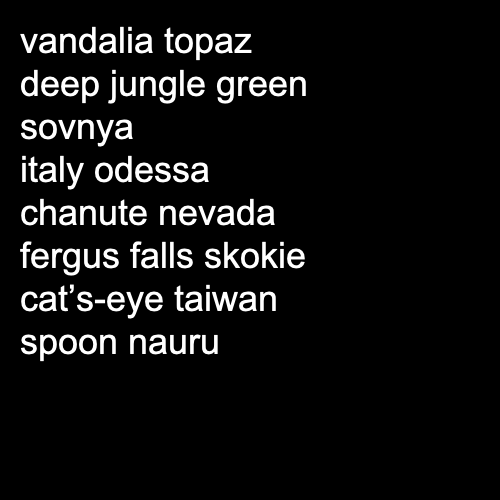 vandalia topaz
deep jungle green
sovnya
italy odessa
chanute nevada
fergus falls skokie
cat’s-eye taiwan
spoon nauru